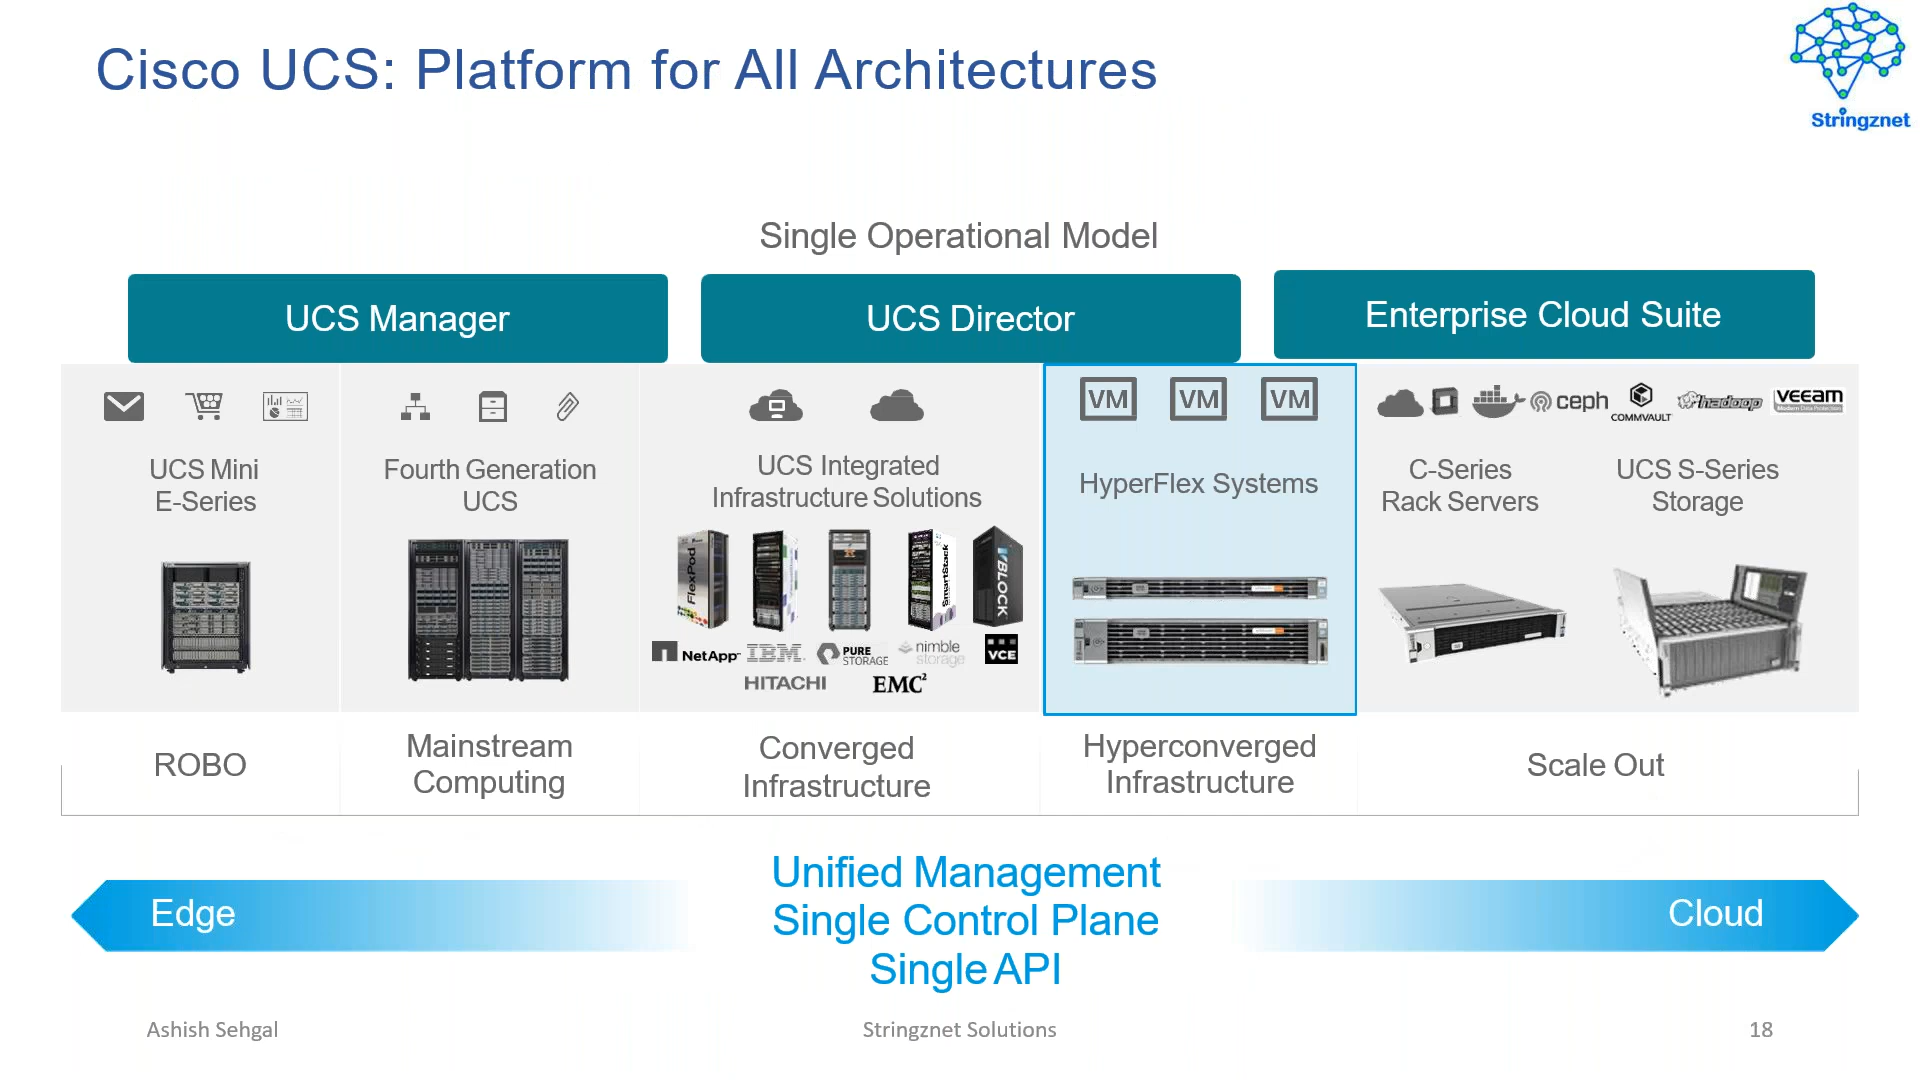 Cisco UCS: Platform for All Architectures
Stringznet
Single Operational Model
UCS Manager
UCS Director
Enterprise Cloud Suite
VM
VM
VM
ceph
COMMVAULT
hadoop
veeam
Modern Data Protection
UCS Mini
E-Series
Fourth Generation
UCS
UCS Integrated
Infrastructure Solutions
HyperFlex Systems
C-Series
Rack Servers
UCS S-Series
Storage
FlexPod
SmartStack
VBLOCK
NetApp
IBM
PURE
STORAGE
nimble
storage
VCE
HITACHI
EMC²
ROBO
Mainstream
Computing
Converged
Infrastructure
Hyperconverged
Infrastructure
Scale Out
Edge
Unified Management
Single Control Plane
Single API
Cloud
Ashish Sehgal
Stringznet Solutions
18